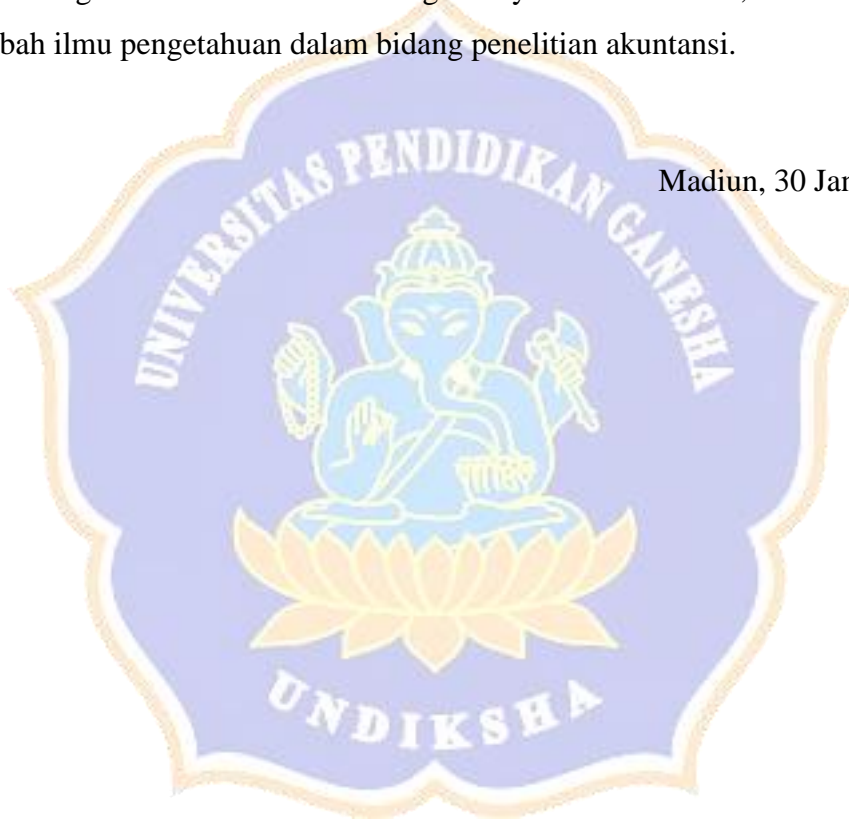 bah ilmu pengetahuan dalam bidang penelitian akuntansi.
Madiun, 30 Jan
UNIVERSITAS PENDIDIKAN GANESHA
UNDIKSHA